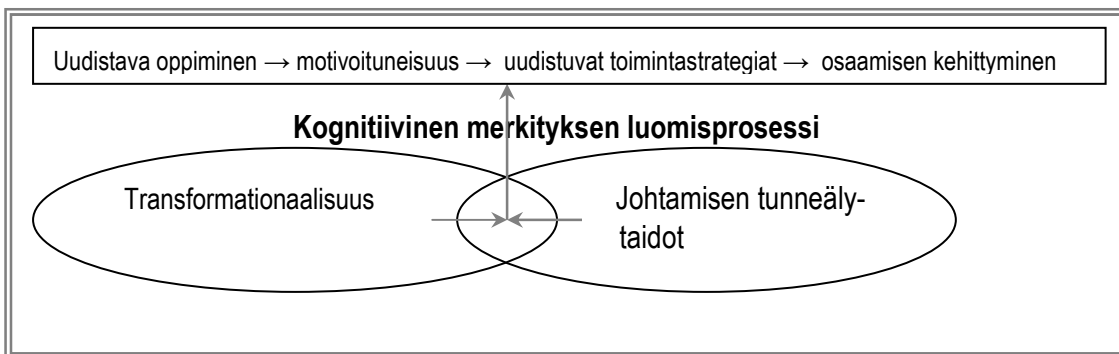 Uudistava oppiminen → motivoituneisuus → uudistuvat toimintastrategiat → osaamisen kehittyminen
Kognitiivinen merkityksen luomisprosessi
Transformationaalisuus
Johtamisen tunneäly-
taidot